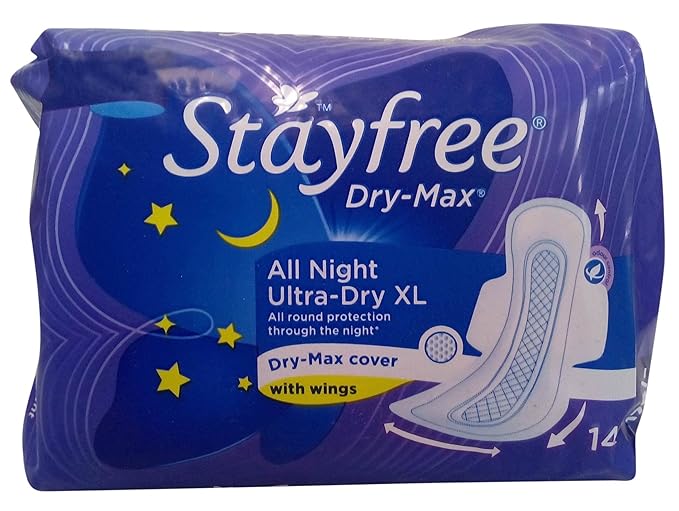 Stayfree®
™
Dry-Max®
All Night
Ultra-Dry XL
All round protection
through the night*
Dry-Max cover
with wings
14